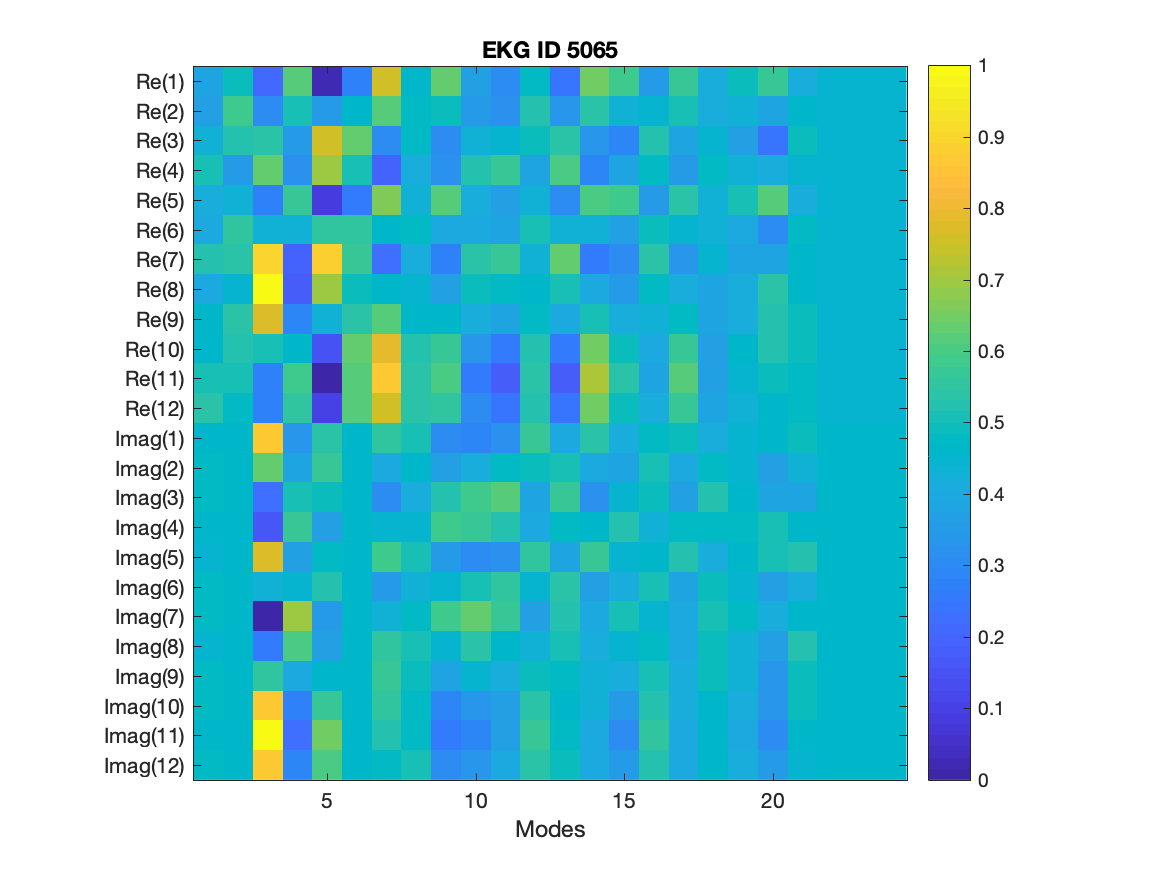 EKG ID 5065
Re(1)
Re(2)
Re(3)
Re(4)
Re(5)
Re(6)
Re(7)
Re(8)
Re(9)
Re(10)
Re(11)
Re(12)
Imag(1)
Imag(2)
Imag(3)
Imag(4)
Imag(5)
Imag(6)
Imag(7)
Imag(8)
Imag(9)
Imag(10)
Imag(11)
Imag(12)
5 10 15 20
Modes
1
0.9
0.8
0.7
0.6
0.5
0.4
0.3
0.2
0.1
0